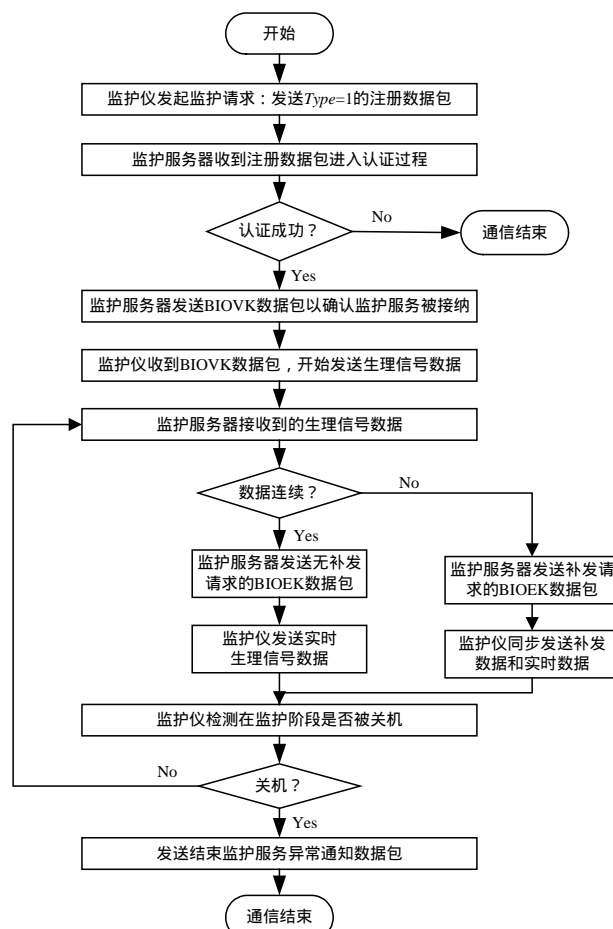 开始
监护仪发起监护请求：发送Type=1的注册数据包
监护服务器收到注册数据包进入认证过程
认证成功？
No
通信结束
Yes
监护服务器发送BIOVK数据包以确认监护服务被接纳
监护仪收到BIOVK数据包，开始发送生理信号数据
监护服务器接收到的生理信号数据
数据连续？
No
Yes
监护服务器发送无补发
请求的BIOEK数据包
监护服务器发送补发请
求的BIOEK数据包
监护仪发送实时
生理信号数据
监护仪同步发送补发
数据和实时数据
监护仪检测在监护阶段是否被关机
No
关机？
Yes
发送结束监护服务异常通知数据包
通信结束